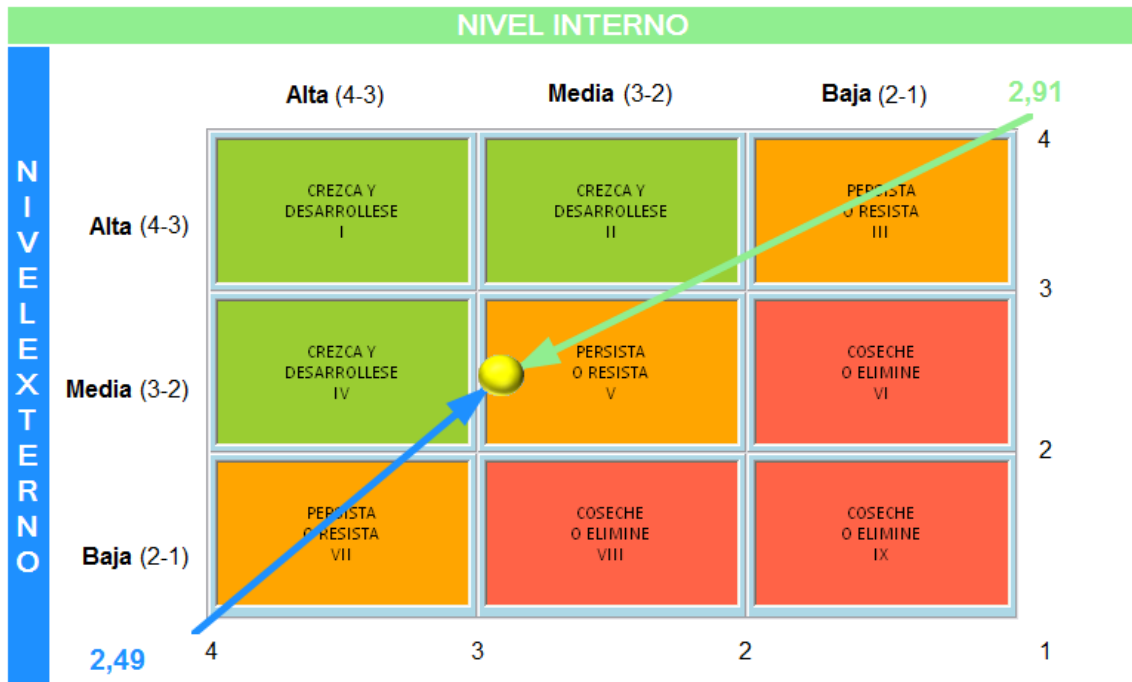 NIVEL INTERNO
NIVEL EXTERNO
Alta (4-3)
Media (3-2)
Baja (2-1)
2,91
Alta (4-3)
CREZCA Y
DESARROLLESE
I
CREZCA Y
DESARROLLESE
II
PERSISTA
O RESISTA
III
4
3
Media (3-2)
CREZCA Y
DESARROLLESE
IV
PERSISTA
O RESISTA
V
COSECHE
O ELIMINE
VI
2
Baja (2-1)
PERSISTA
O RESISTA
VII
COSECHE
O ELIMINE
VIII
COSECHE
O ELIMINE
IX
2,49
4
3
2
1